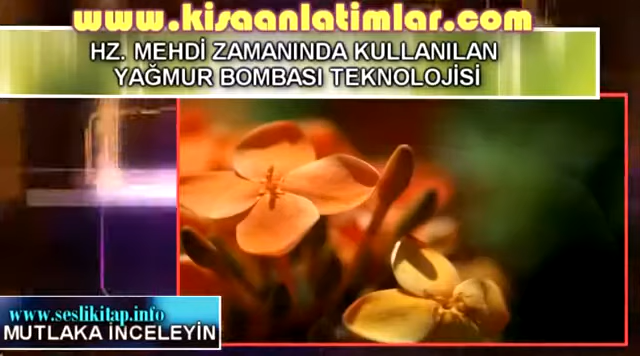 www.kisaanlatimlar.com
HZ. MEHDİ ZAMANINDA KULLANILAN
YAĞMUR BOMBASI TEKNOLOJİSİ
www.seslikitap.info
MUTLAKA İNCELEYİN